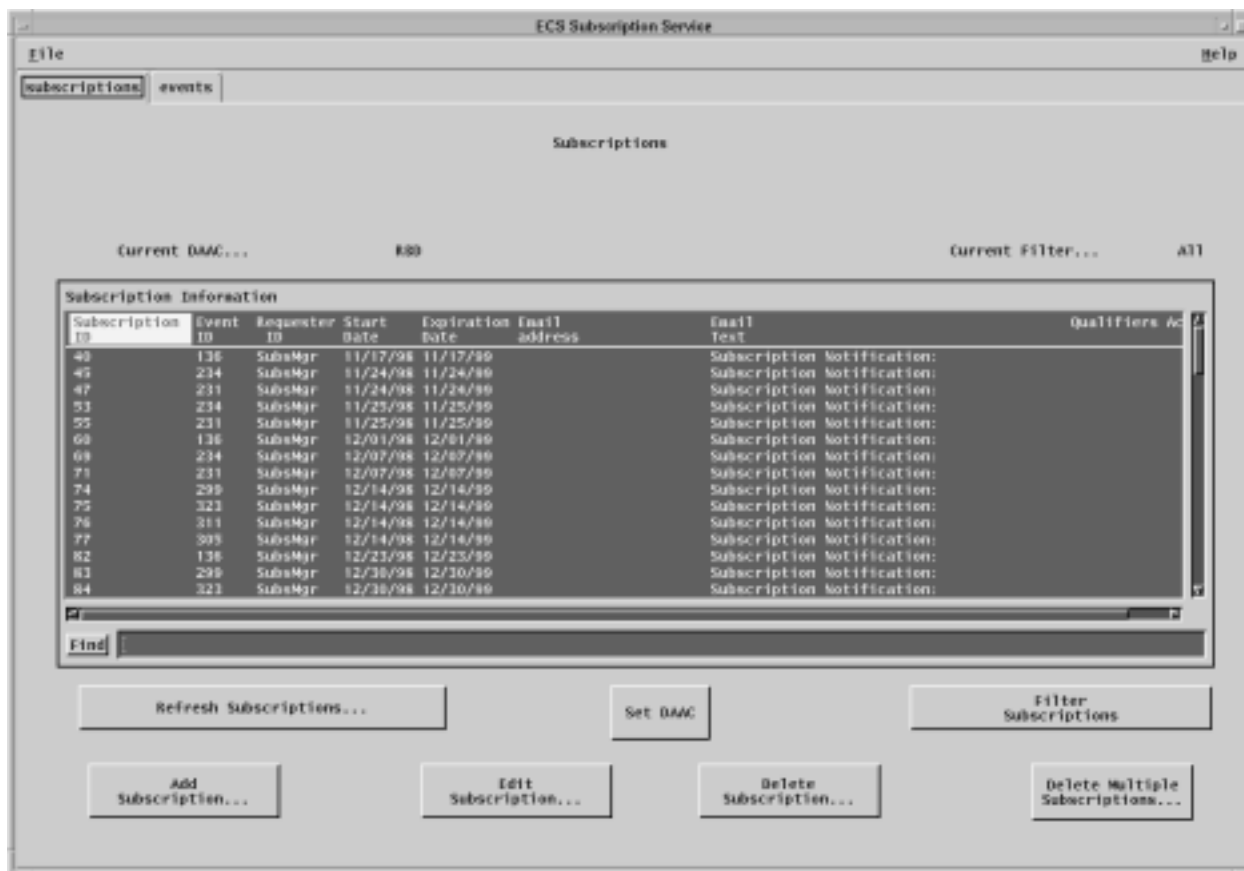 ECS Subscription Service
File Help
subscriptions events
Subscriptions
Current DAAC... Current Filter... All
Subscription Information
Subscription Event Requester Start Expiration Email Email Qualifiers Ac
ID ID ID Date Date address Text
40 136 SubsMgr 11/17/98 11/17/99 Subscription Notification:
45 234 SubsMgr 11/24/98 11/24/99 Subscription Notification:
47 231 SubsMgr 11/24/98 11/24/99 Subscription Notification:
53 234 SubsMgr 11/25/98 11/25/99 Subscription Notification:
55 231 SubsMgr 11/25/98 11/25/99 Subscription Notification:
60 136 SubsMgr 12/01/98 12/01/99 Subscription Notification:
69 234 SubsMgr 12/07/98 12/07/99 Subscription Notification:
71 231 SubsMgr 12/07/98 12/07/99 Subscription Notification:
74 299 SubsMgr 12/14/98 12/14/99 Subscription Notification:
75 323 SubsMgr 12/14/98 12/14/99 Subscription Notification:
76 311 SubsMgr 12/14/98 12/14/99 Subscription Notification:
77 SubsMgr 12/14/98 12/14/99 Subscription Notification:
82 136 SubsMgr 12/23/98 12/23/99 Subscription Notification:
83 299 SubsMgr 12/30/98 12/30/99 Subscription Notification:
84 323 SubsMgr 12/30/98 12/30/99 Subscription Notification:
Find
Refresh Subscriptions... Set DAAC Filter
Subscriptions
Add Edit Delete Delete Multiple
Subscription... Subscription... Subscription... Subscriptions...